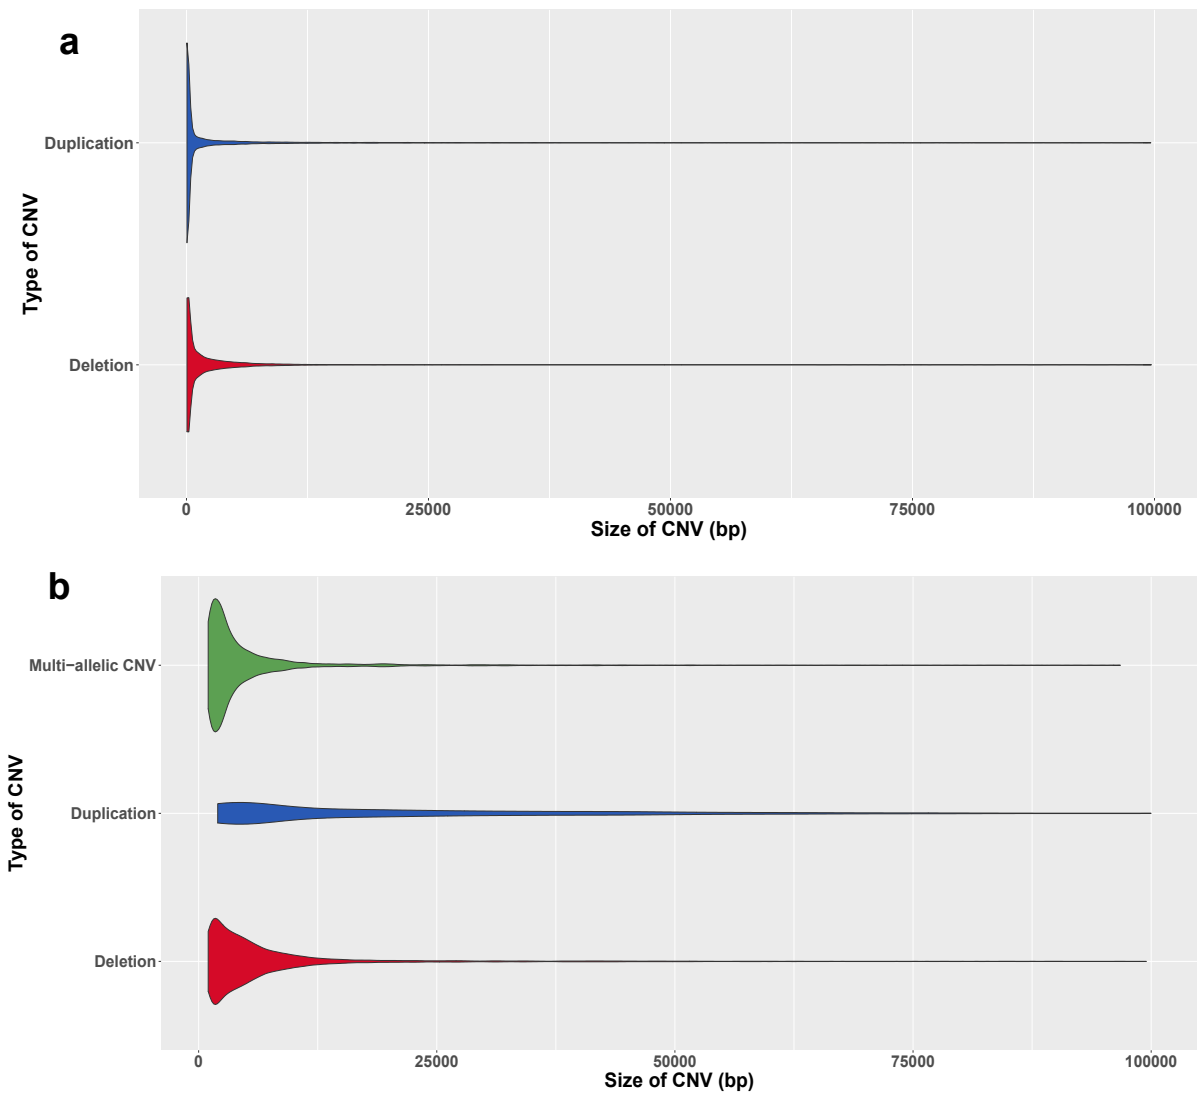 a
Type of CNV
Duplication
Deletion
0 25000 50000 75000 100000
Size of CNV (bp)
b
Type of CNV
Multi−allelic CNV
Duplication
Deletion
0 25000 50000 75000 100000
Size of CNV (bp)